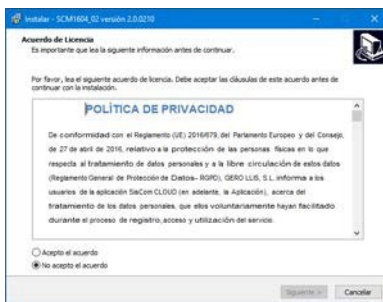 Instalar - SCM1604_02 versión 2.0.0210
Acuerdo de Licencia
Es importante que lea la siguiente información antes de continuar.
Por favor, lea el siguiente acuerdo de licencia. Debe aceptar las cláusulas de este acuerdo antes de
continuar con la instalación.
POLÍTICA DE PRIVACIDAD
De conformidad con el Reglamento (UE) 2016/679, del Parlamento Europeo y del Consejo,
de 27 de abril de 2016, relativo a la protección de las personas físicas en lo que
respecta al tratamiento de datos personales y a la libre circulación de estos datos
(Reglamento General de Protección de Datos- RGPD), GERO LLIS, S.L. informa a los
usuarios de la aplicación SisCom CLOUD (en adelante, la Aplicación), acerca del
tratamiento de los datos personales, que ellos voluntariamente hayan facilitado
durante el proceso de registro, acceso y utilización del servicio.
Acepto el acuerdo
No acepto el acuerdo
Siguiente >
Cancelar